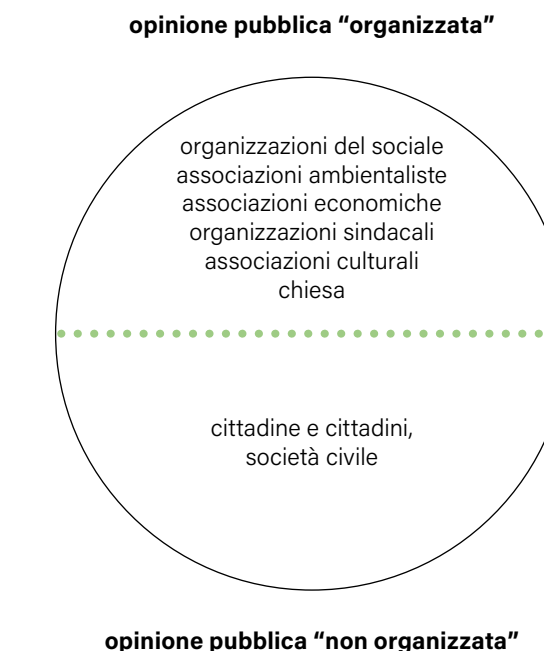 opinione pubblica “organizzata”
organizzazioni del sociale
associazioni ambientaliste
associazioni economiche
organizzazioni sindacali
associazioni culturali
chiesa
cittadine e cittadini,
società civile
opinione pubblica “non organizzata”